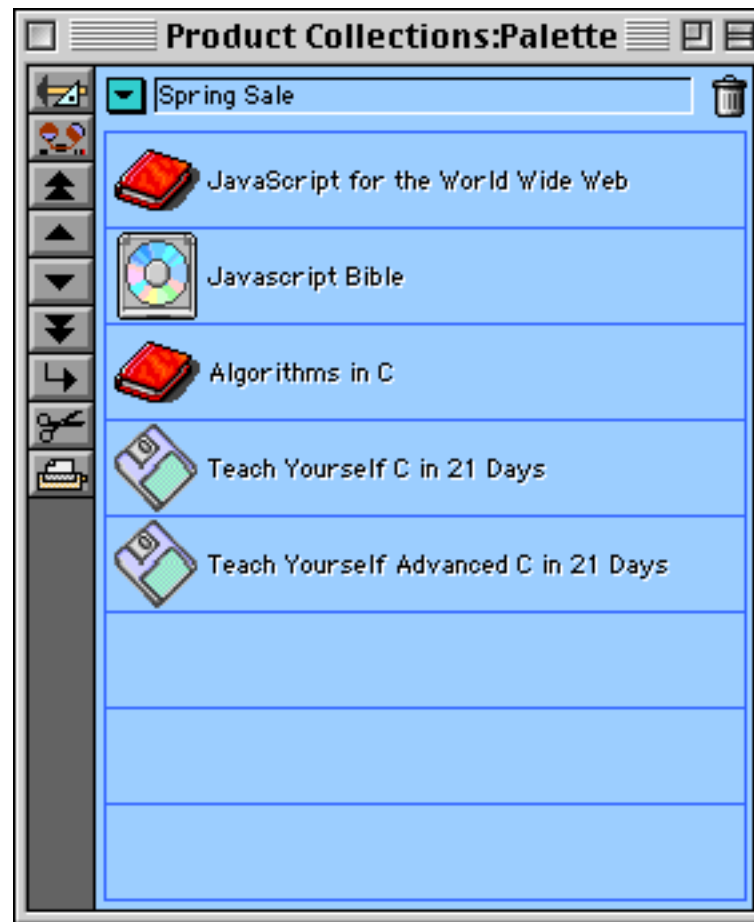 Product Collections:Palette
Spring Sale
JavaScript for the World Wide Web
Javascript Bible
Algorithms in C
Teach Yourself C in 21 Days
Teach Yourself Advanced C in 21 Days